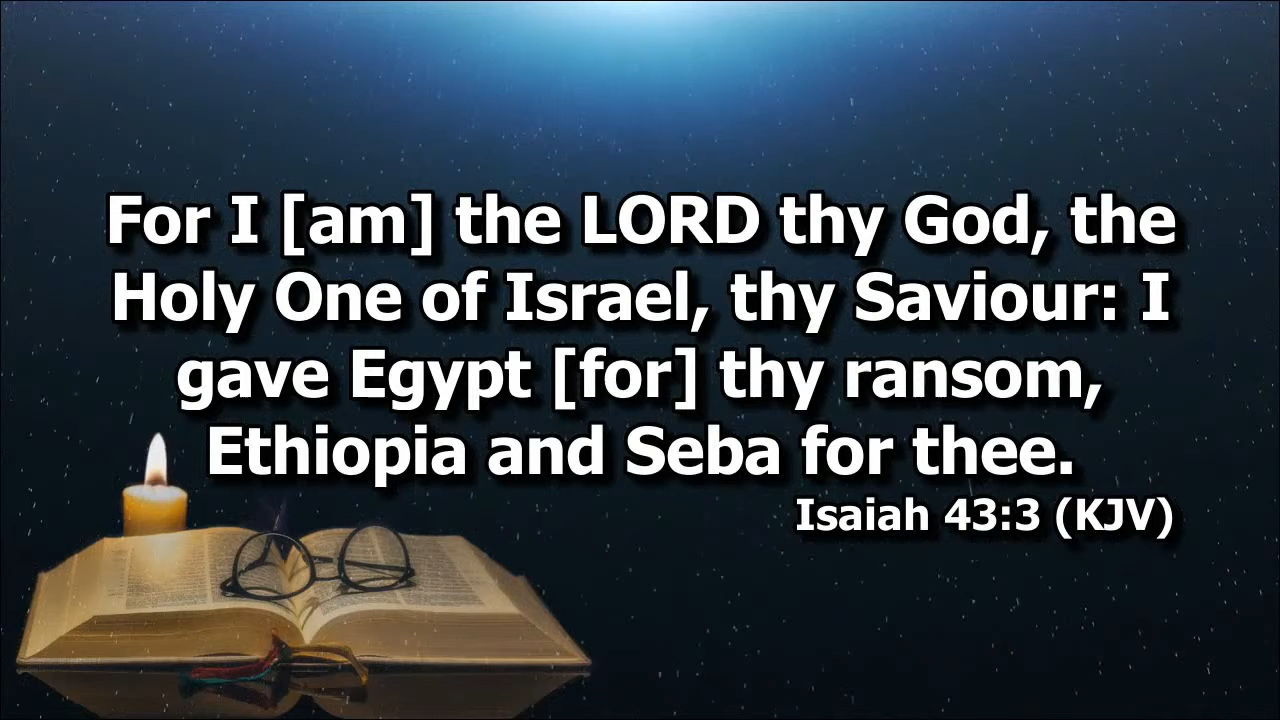 For I [am] the LORD thy God, the
Holy One of Israel, thy Saviour: I
gave Egypt [for] thy ransom,
Ethiopia and Seba for thee.
Isaiah 43:3 (KJV)